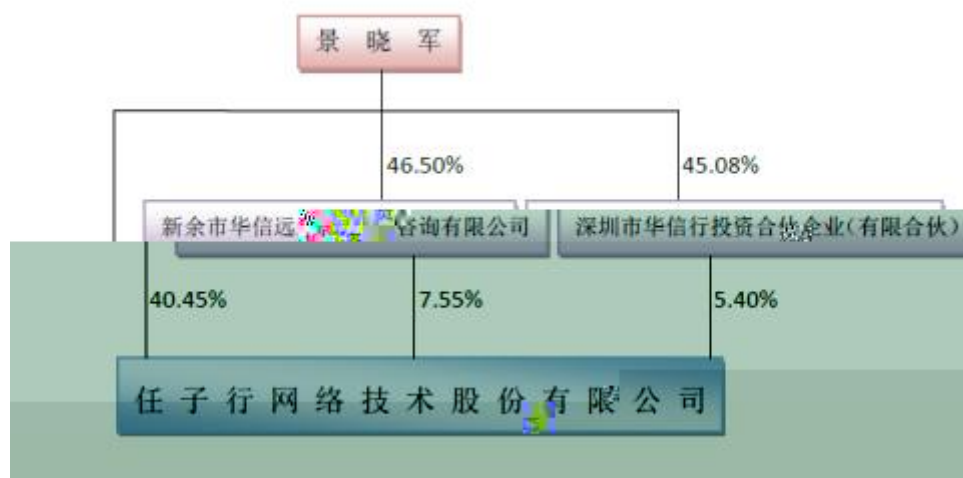 景 晓 军
46.50% 45.08%
新余市华信远 咨询有限公司 深圳市华信行投资合伙企业(有限合伙)
40.45% 7.55% 5.40%
任子行网络技术股份有限公司